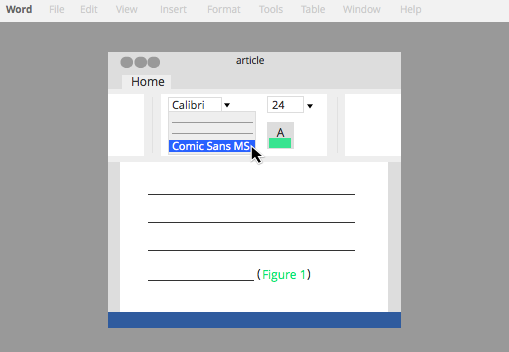 Word File Edit View Insert Format Tools Table Window Help
article
Home
Calibri 24
A
Comic Sans MS
(Figure 1)